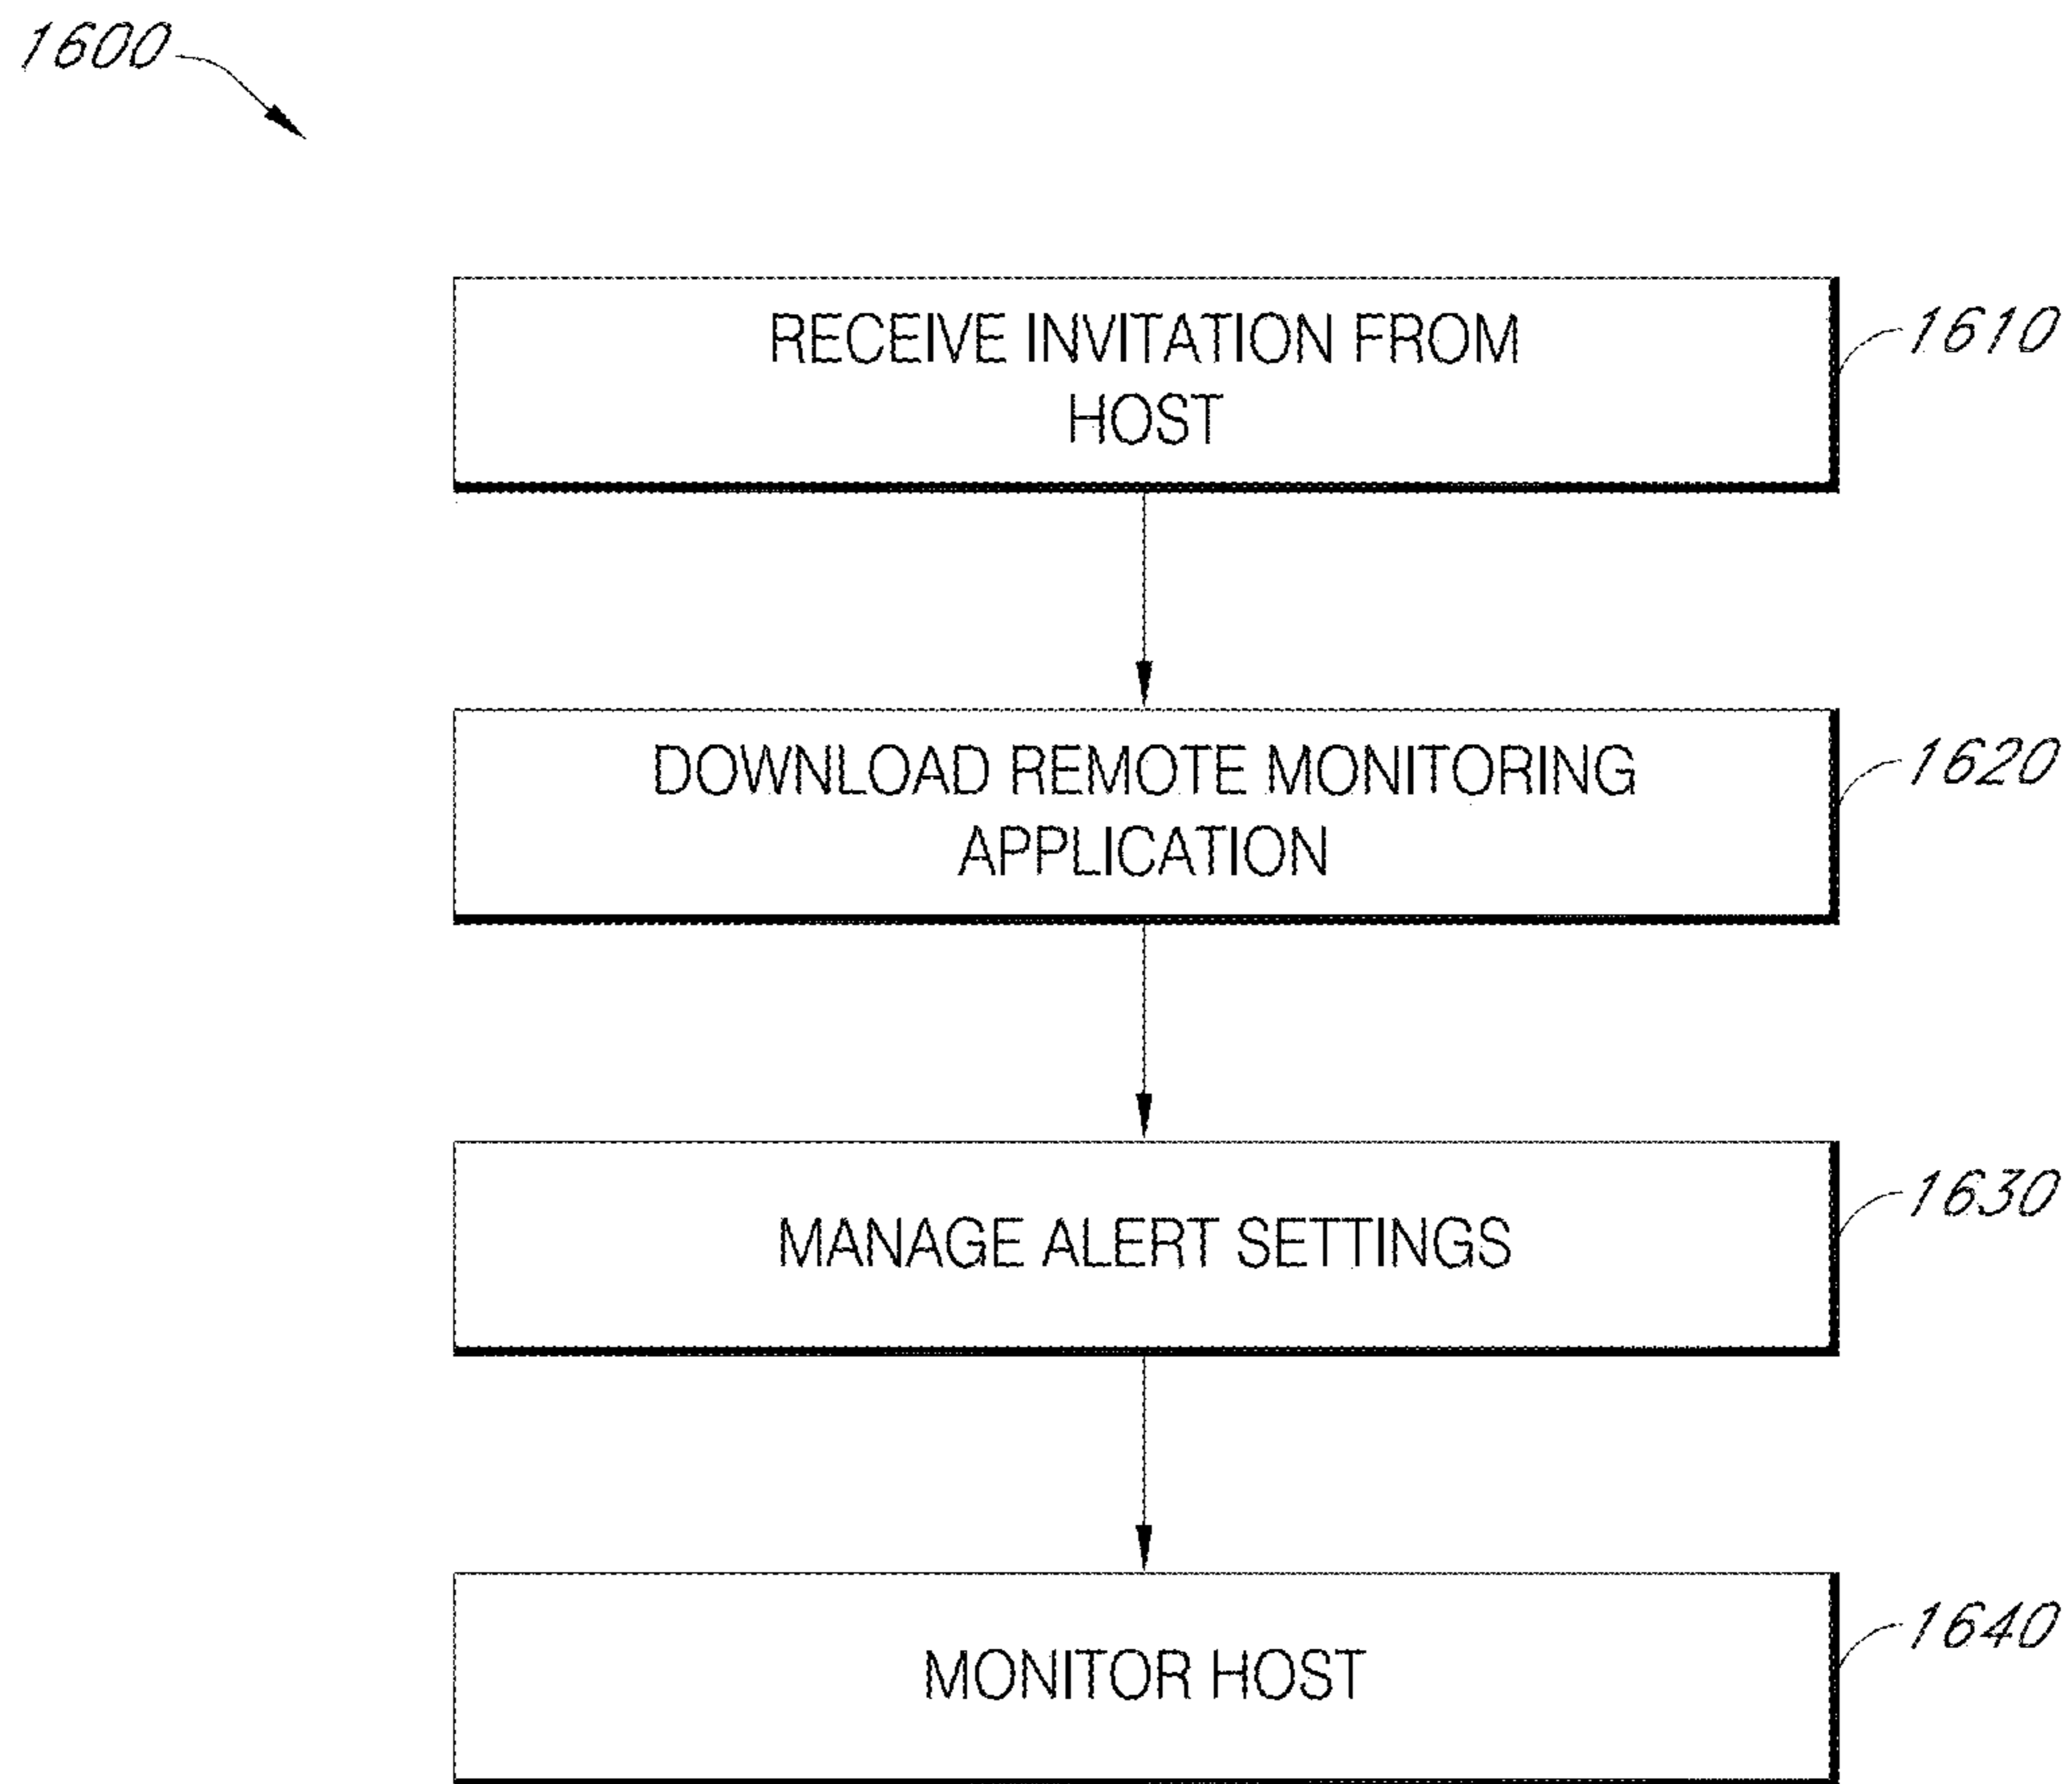 1600
RECEIVE INVITATION FROM
HOST
1610
DOWNLOAD REMOTE MONITORING
APPLICATION
1620
MANAGE ALERT SETTINGS
1630
MONITOR HOST
1640